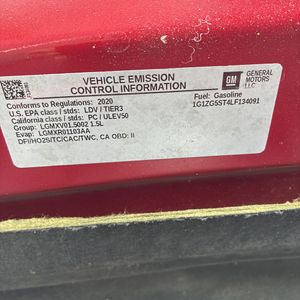 VEHICLE EMISSION
CONTROL INFORMATION
GM
GENERAL
MOTORS
LLC
Conforms to Regulations: 2020
Fuel: Gasoline
U.S. EPA class / stds: LDV / TIER3
1G1ZG5ST4LF134091
California class / stds: PC / ULEV50
Group: LGMXV01.5002 1.5L
Evap: LGMXR01103AA
DFI/HO2S/TC/CAC/TWC, CA OBD: II